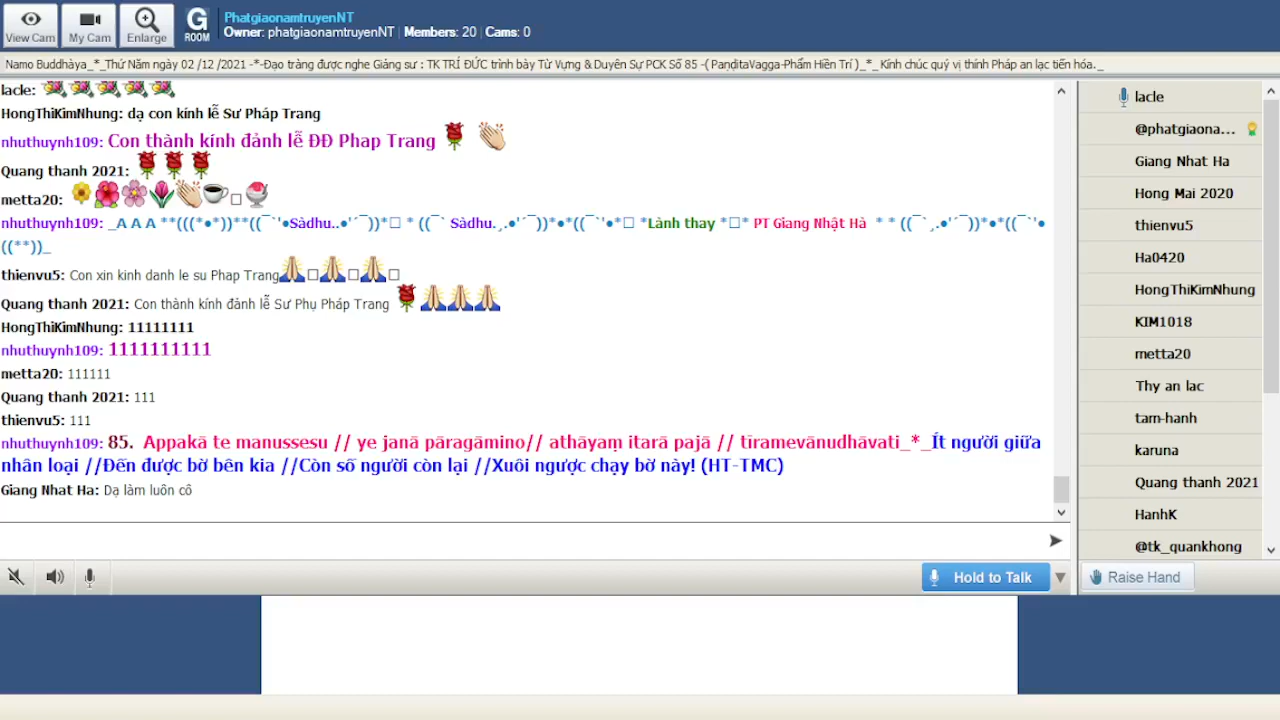 View Cam
My Cam
Enlarge
G
ROOM
PhatgiaonamtruyenNT
Owner: phatgiaonamtruyenNT | Members: 20 | Cams: 0
Namo Buddhàya_*_Thứ Năm ngày 02 /12 /2021 -*-Đạo tràng được nghe Giảng sư : TK TRÍ ĐỨC trình bày Từ Vựng & Duyên Sự PCK Số 85 -( PaṇḍitaVagga-Phẩm Hiền Trí )_*_ Kính chúc quý vị thính Pháp an lạc tiến hóa._
lacle:
HongThiKimNhung: dạ con kính lễ Sư Pháp Trang
nhuthuynh109: Con thành kính đảnh lễ ĐĐ Phap Trang
Quang thanh 2021:
metta20:
nhuthuynh109: _A A A **(((*•*))**((¯`'•Sàdhu..•'´¯))*□ * ((¯` Sàdhu.¸.•'´¯))*•*((¯`'•*□ *Lành thay *□* PT Giang Nhật Hà * * ((¯`¸.•'´¯))*•*((¯`'•
((**))_
thienvu5: Con xin kinh danh le su Phap Trang
Quang thanh 2021: Con thành kính đảnh lễ Sư Phụ Pháp Trang
HongThiKimNhung: 11111111
nhuthuynh109: 1111111111
metta20: 111111
Quang thanh 2021: 111
thienvu5: 111
nhuthuynh109: 85. Appakā te manussesu // ye janā pāragāmino// athāyaṃ itarā pajā // tīramevānudhāvati_*_Ít người giữa
nhân loại //Đến được bờ bên kia //Còn số người còn lại //Xuôi ngược chạy bờ này! (HT-TMC)
Giang Nhat Ha: Dạ làm luôn cô
Hold to Talk
lacle
@phatgiaona...
Giang Nhat Ha
Hong Mai 2020
thienvu5
Ha0420
HongThiKimNhung
KIM1018
metta20
Thy an lac
tam-hanh
karuna
Quang thanh 2021
HanhK
@tk_quankhong
Raise Hand